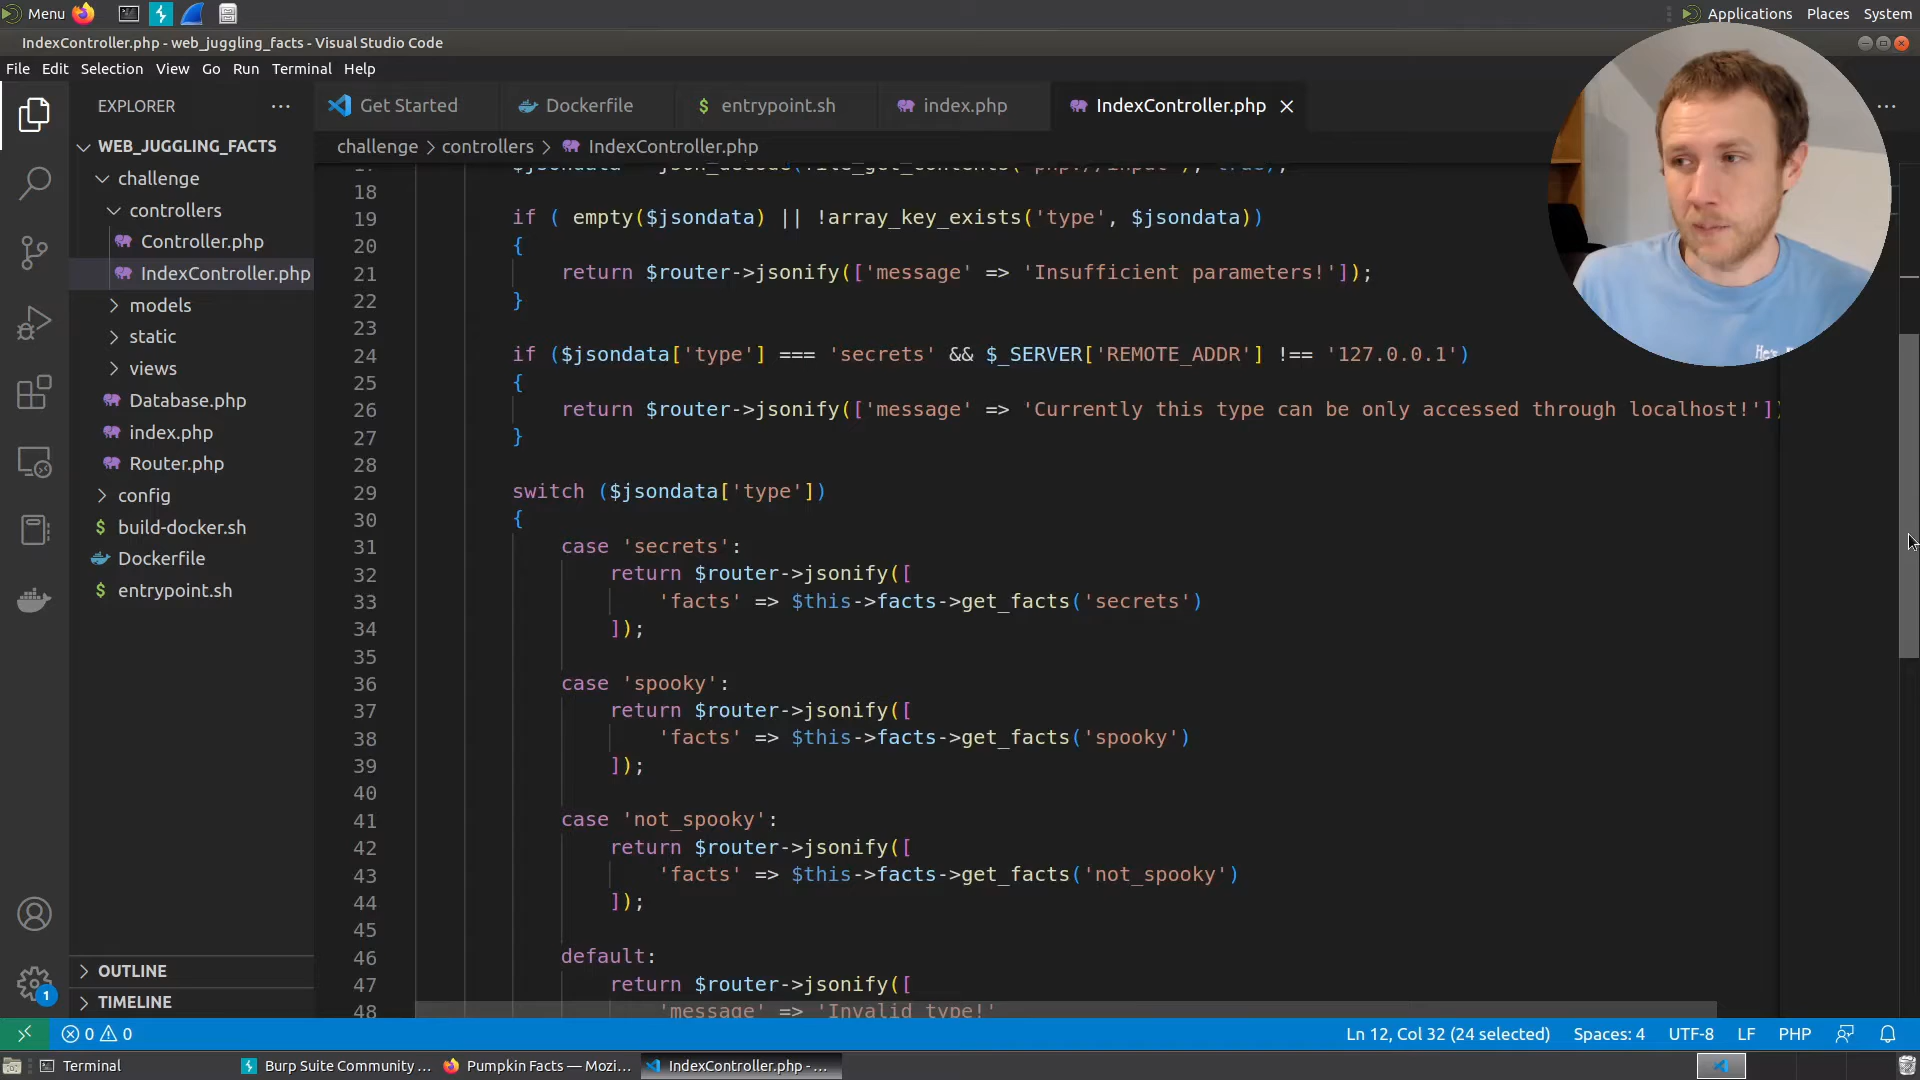 Menu
Applications Places System
IndexController.php - web_juggling_facts - Visual Studio Code
File Edit Selection View Go Run Terminal Help
EXPLORER
Get Started
Dockerfile
$ entrypoint.sh
index.php
IndexController.php
challenge > controllers > IndexController.php
WEB_JUGGLING_FACTS
challenge
controllers
Controller.php
IndexController.php
models
static
views
Database.php
index.php
Router.php
config
$ build-docker.sh
Dockerfile
$ entrypoint.sh
OUTLINE
TIMELINE
17 $jsondata = json_decode(file_get_contents('php://input'), true);
18
19 if ( empty($jsondata) || !array_key_exists('type', $jsondata))
20 {
21 return $router->jsonify(['message' => 'Insufficient parameters!']);
22 }
23
24 if ($jsondata['type'] === 'secrets' && $_SERVER['REMOTE_ADDR'] !== '127.0.0.1')
25 {
26 return $router->jsonify(['message' => 'Currently this type can be only accessed through localhost!'])
27 }
28
29 switch ($jsondata['type'])
30 {
31 case 'secrets':
32 return $router->jsonify([
33 'facts' => $this->facts->get_facts('secrets')
34 ]);
35
36 case 'spooky':
37 return $router->jsonify([
38 'facts' => $this->facts->get_facts('spooky')
39 ]);
40
41 case 'not_spooky':
42 return $router->jsonify([
43 'facts' => $this->facts->get_facts('not_spooky')
44 ]);
45
46 default:
47 return $router->jsonify([
48 'message' => 'Invalid type!'
1
0 0
Ln 12, Col 32 (24 selected) Spaces: 4 UTF-8 LF PHP
Terminal
Burp Suite Community ...
Pumpkin Facts — Mozi...
IndexController.php - ...